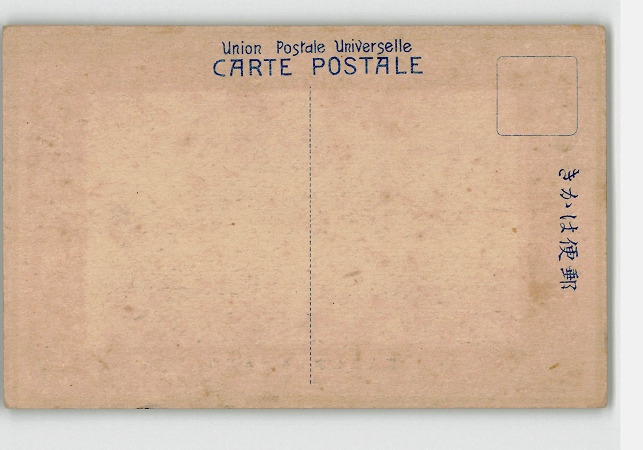 Union Postale Universelle
CARTE POSTALE
きかは便郵